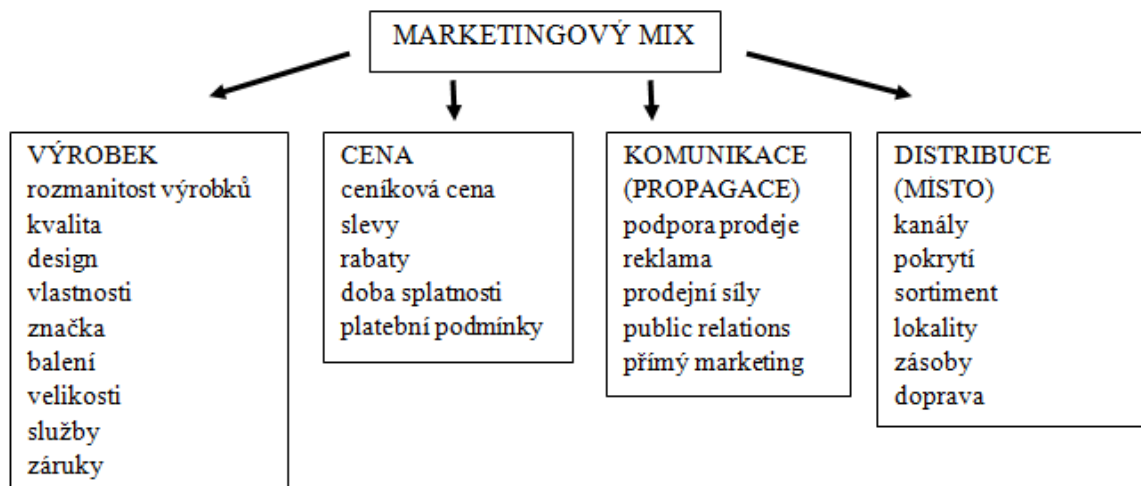 MARKETINGOVÝ MIX
VÝROBEK
rozmanitost výrobků
kvalita
design
vlastnosti
značka
balení
velikosti
služby
záruky
CENA
ceníková cena
slevy
rabaty
doba splatnosti
platební podmínky
KOMUNIKACE
(PROPAGACE)
podpora prodeje
reklama
prodejní síly
public relations
přímý marketing
DISTRIBUCE
(MÍSTO)
kanály
pokrytí
sortiment
lokality
zásoby
doprava